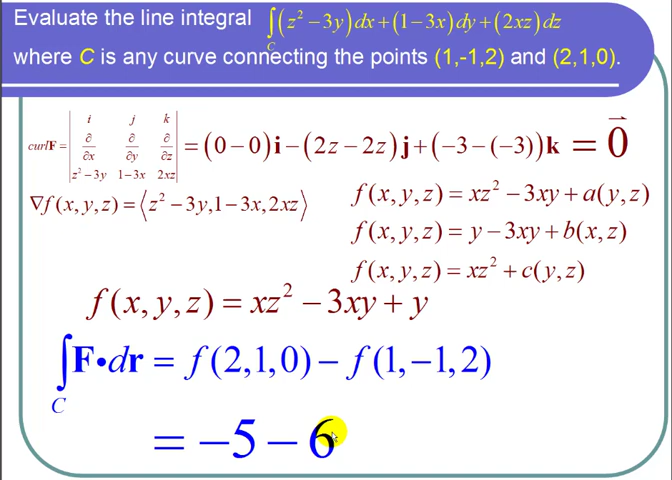 Evaluate the line integral ∫_C (z² − 3y) dx + (1 − 3x) dy + (2xz) dz
where C is any curve connecting the points (1,-1,2) and (2,1,0).
curl F = | i j k ; ∂/∂x ∂/∂y ∂/∂z ; z² − 3y 1 − 3x 2xz | = (0 − 0)i − (2z − 2z)j + (−3 − (−3))k = 0⃗
∇f(x, y, z) = ⟨z² − 3y, 1 − 3x, 2xz⟩
f(x, y, z) = xz² − 3xy + a(y, z)
f(x, y, z) = y − 3xy + b(x, z)
f(x, y, z) = xz² + c(y, z)
f(x, y, z) = xz² − 3xy + y
∫_C F•dr = f(2,1,0) − f(1,−1,2)
= −5 − 6